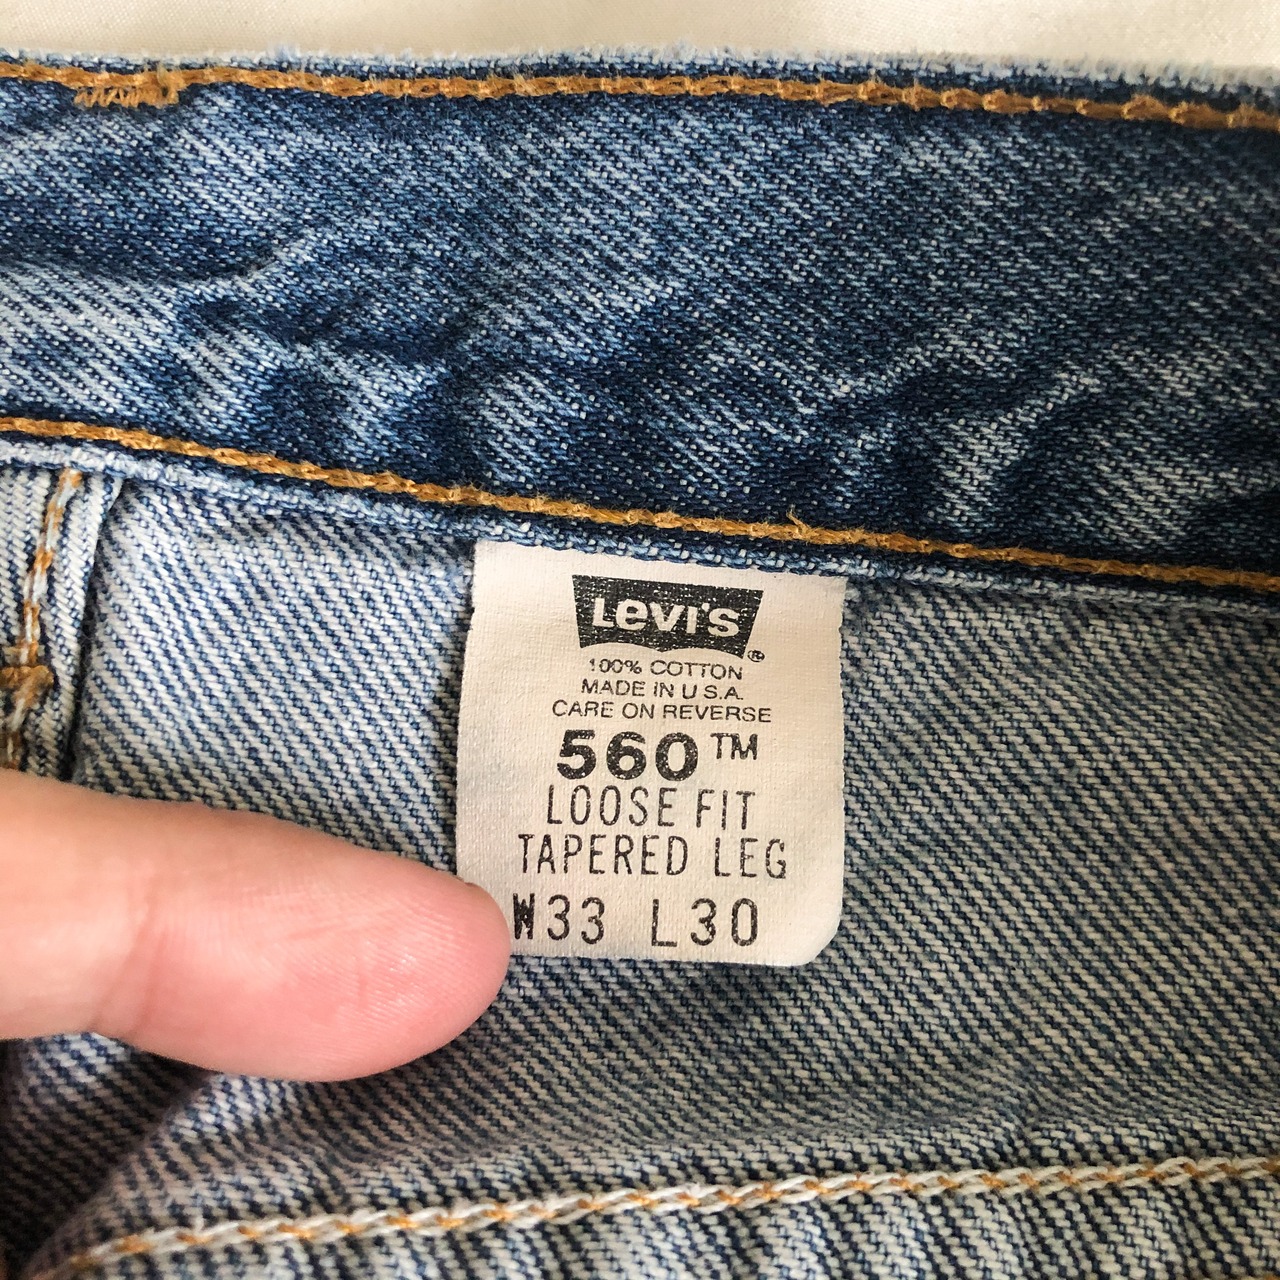 Levi's®
100% COTTON
MADE IN U.S.A.
CARE ON REVERSE
560™
LOOSE FIT
TAPERED LEG
W33 L30